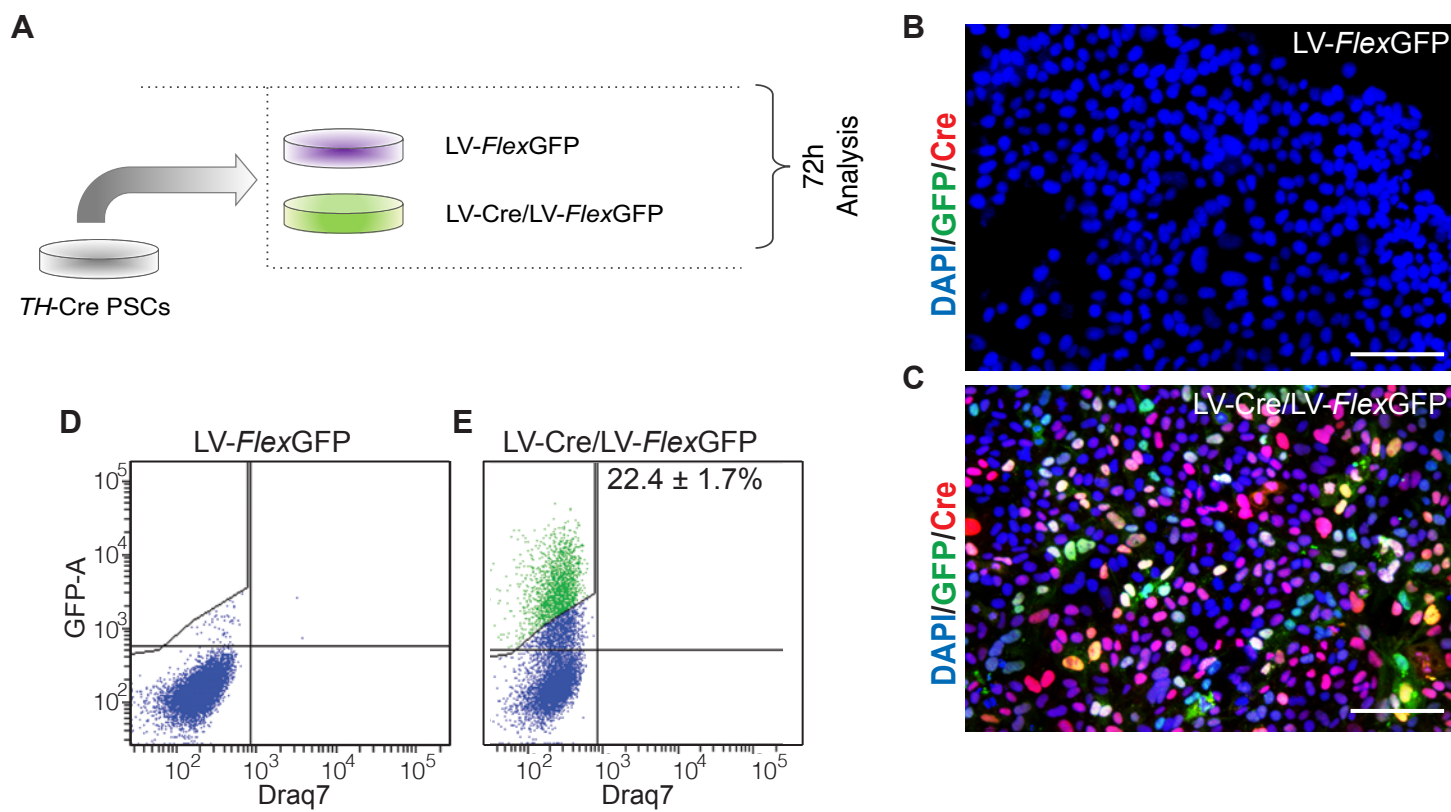 A
LV-FlexGFP
LV-Cre/LV-FlexGFP
72h
Analysis
TH-Cre PSCs
B
LV-FlexGFP
DAPI/GFP/Cre
C
LV-Cre/LV-FlexGFP
DAPI/GFP/Cre
D
LV-FlexGFP
GFP-A
10^5
10^4
10^3
10^2
10^2 10^3 10^4 10^5
Draq7
E
LV-Cre/LV-FlexGFP
22.4 ± 1.7%
10^2 10^3 10^4 10^5
Draq7